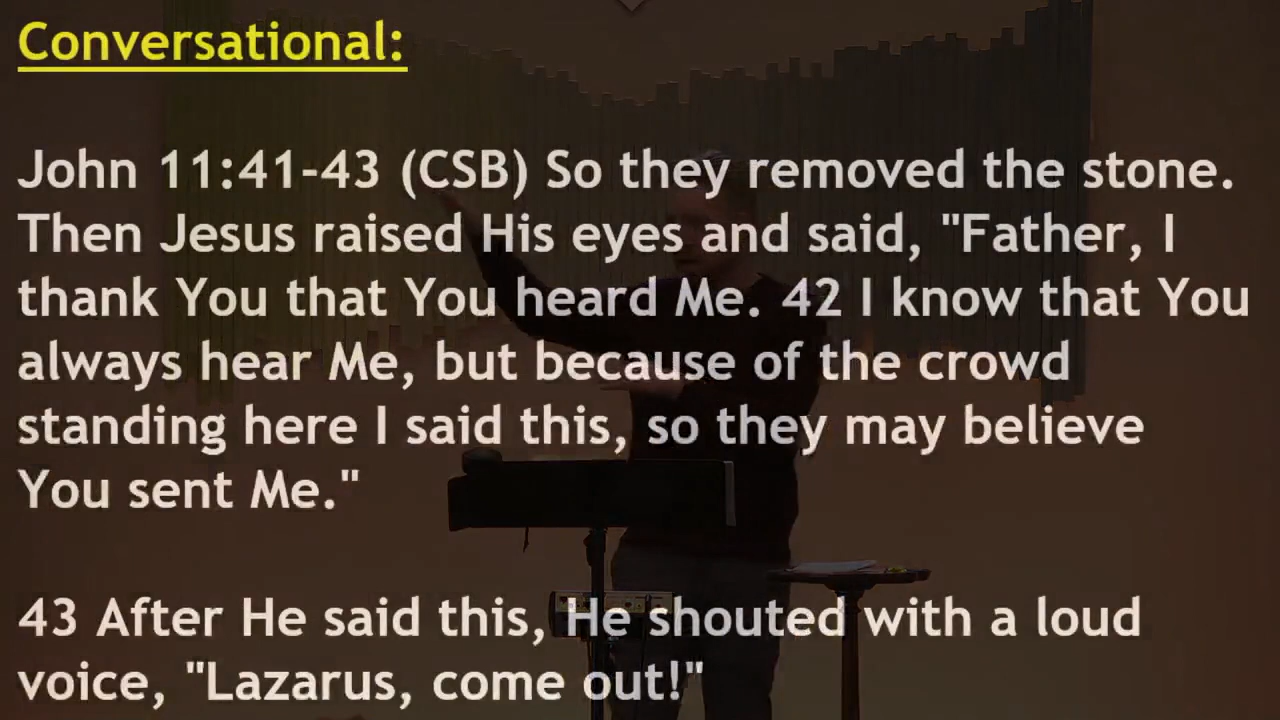 Conversational:
John 11:41-43 (CSB) So they removed the stone.
Then Jesus raised His eyes and said, "Father, I
thank You that You heard Me. 42 I know that You
always hear Me, but because of the crowd
standing here I said this, so they may believe
You sent Me."
43 After He said this, He shouted with a loud
voice, "Lazarus, come out!"